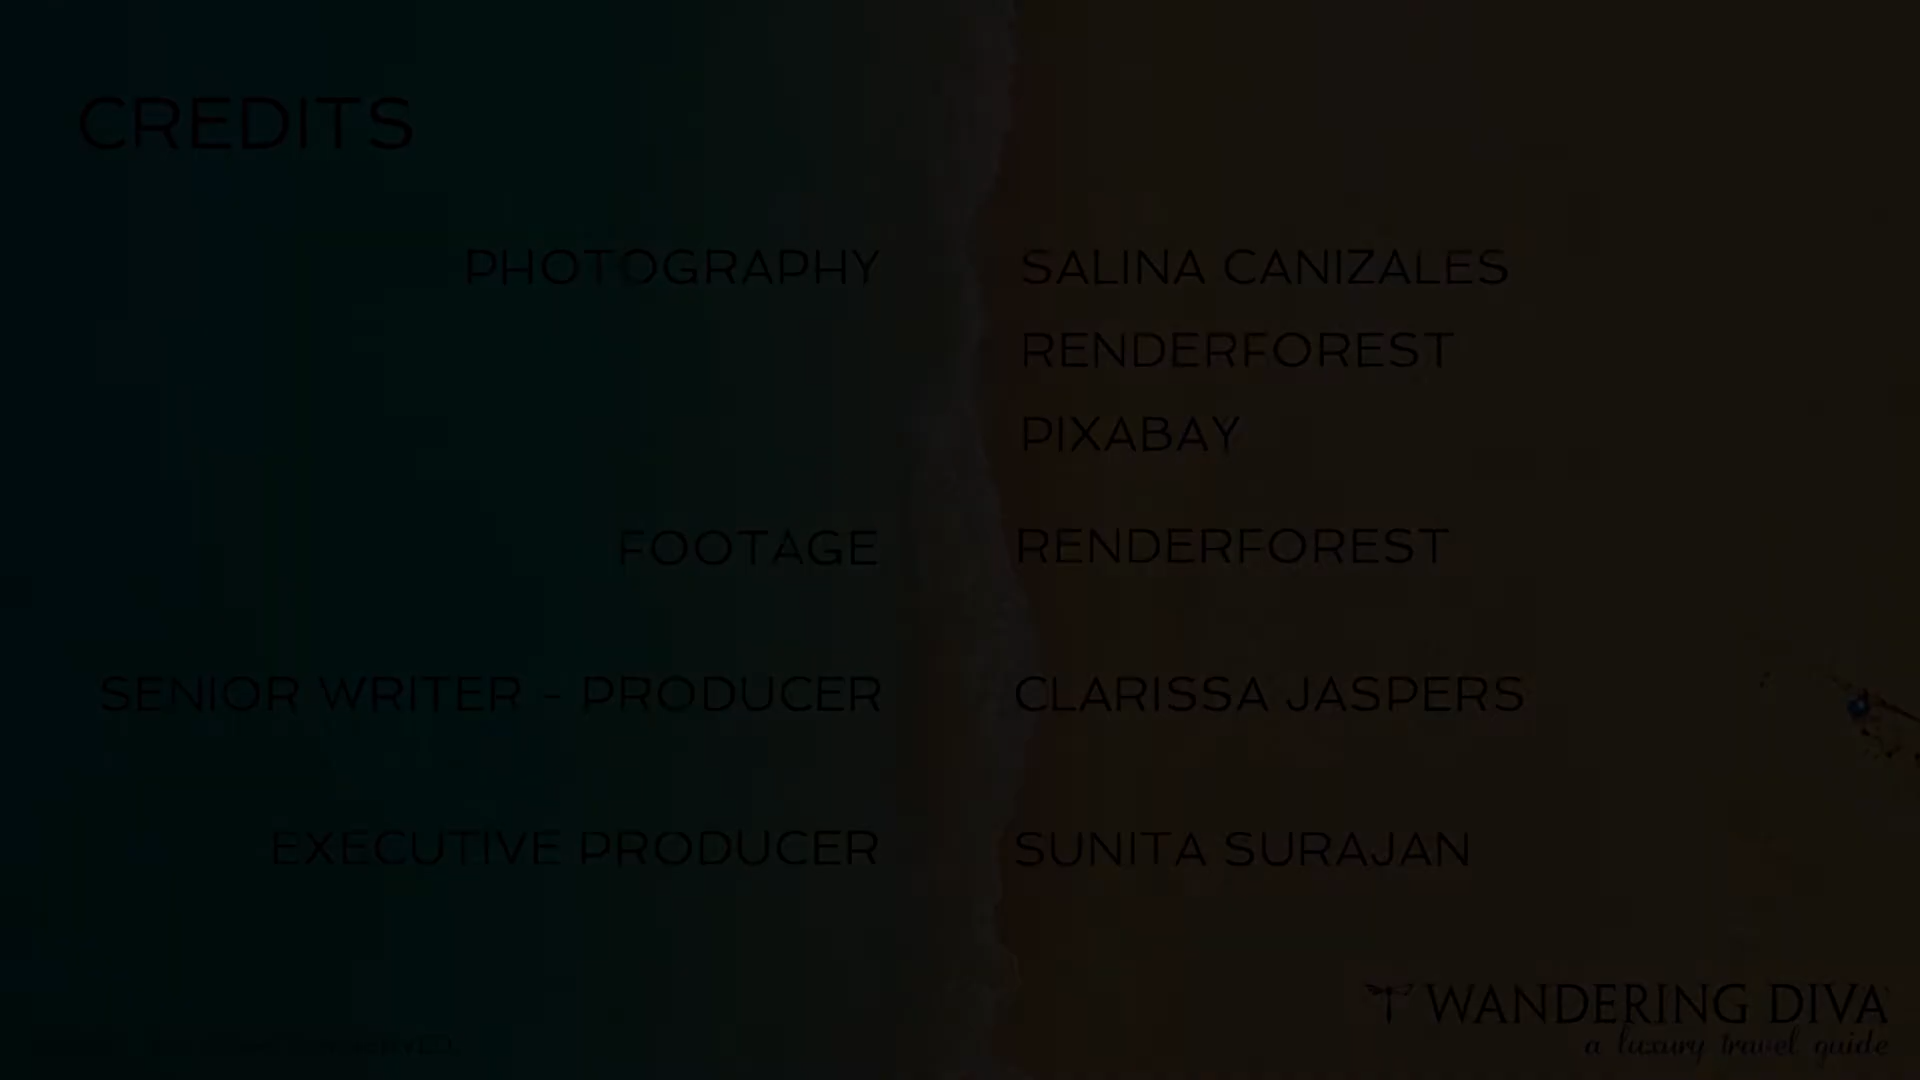 CREDITS
PHOTOGRAPHY SALINA CANIZALES
RENDERFOREST
PIXABAY
FOOTAGE RENDERFOREST
SENIOR WRITER - PRODUCER CLARISSA JASPERS
EXECUTIVE PRODUCER SUNITA SURAJAN
WANDERING DIVA
a luxury travel guide